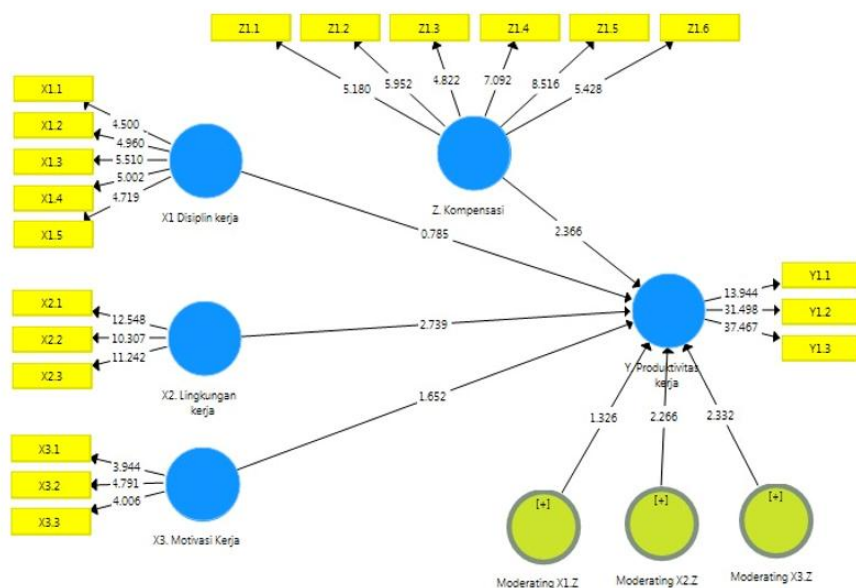 Z1.1
Z1.2
Z1.3
Z1.4
Z1.5
Z1.6
5.180
5.952
4.822
7.092
8.516
5.428
X1.1
X1.2
X1.3
X1.4
X1.5
4.500
4.960
5.510
5.002
4.719
X1 Disiplin kerja
Z. Kompensasi
0.785
2.366
X2.1
X2.2
X2.3
12.548
10.307
11.242
X2. Lingkungan
kerja
2.739
Y1.1
Y1.2
Y1.3
13.944
31.498
37.467
Y. Produktivitas
kerja
1.652
X3.1
X3.2
X3.3
3.944
4.791
4.006
X3. Motivasi Kerja
1.326
2.266
2.332
[+]
[+]
[+]
Moderating X1.Z
Moderating X2.Z
Moderating X3.Z